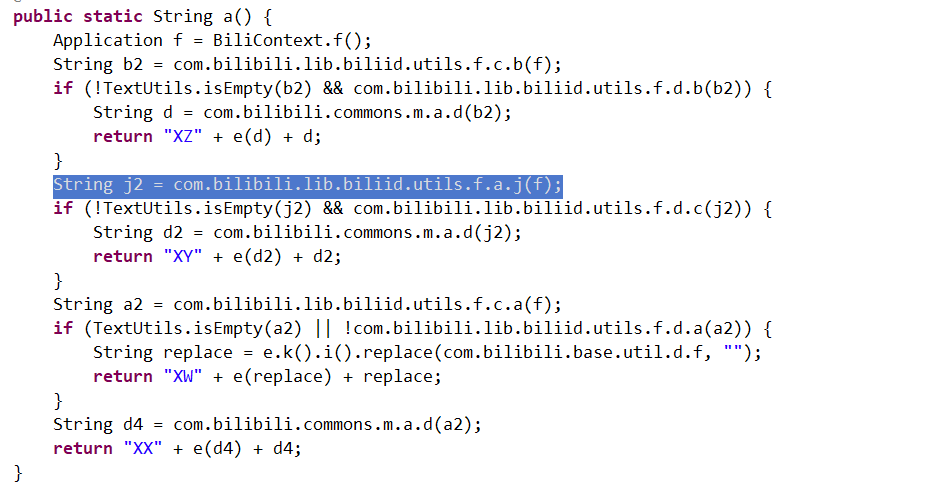 public static String a() {
    Application f = BiliContext.f();
    String b2 = com.bilibili.lib.biliid.utils.f.c.b(f);
    if (!TextUtils.isEmpty(b2) && com.bilibili.lib.biliid.utils.f.d.b(b2)) {
        String d = com.bilibili.commons.m.a.d(b2);
        return "XZ" + e(d) + d;
    }
    String j2 = com.bilibili.lib.biliid.utils.f.a.j(f);
    if (!TextUtils.isEmpty(j2) && com.bilibili.lib.biliid.utils.f.d.c(j2)) {
        String d2 = com.bilibili.commons.m.a.d(j2);
        return "XY" + e(d2) + d2;
    }
    String a2 = com.bilibili.lib.biliid.utils.f.c.a(f);
    if (TextUtils.isEmpty(a2) || !com.bilibili.lib.biliid.utils.f.d.a(a2)) {
        String replace = e.k().i().replace(com.bilibili.base.util.d.f, "");
        return "XW" + e(replace) + replace;
    }
    String d4 = com.bilibili.commons.m.a.d(a2);
    return "XX" + e(d4) + d4;
}